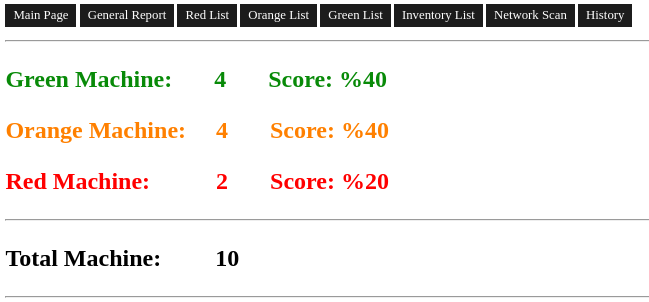 Main Page General Report Red List Orange List Green List Inventory List Network Scan History
Green Machine: 4 Score: %40
Orange Machine: 4 Score: %40
Red Machine: 2 Score: %20
Total Machine: 10